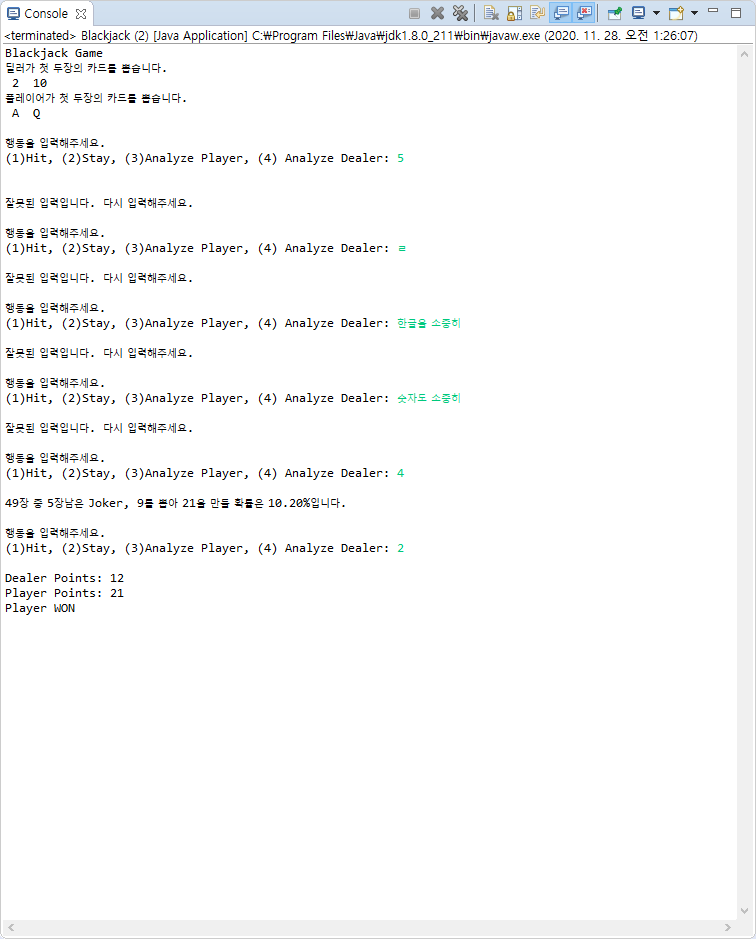 Console
<terminated> Blackjack (2) [Java Application] C:₩Program Files₩Java₩jdk1.8.0_211₩bin₩javaw.exe (2020. 11. 28. 오전 1:26:07)
Blackjack Game
딜러가 첫 두장의 카드를 뽑습니다.
2 10
플레이어가 첫 두장의 카드를 뽑습니다.
A Q
행동을 입력해주세요.
(1)Hit, (2)Stay, (3)Analyze Player, (4) Analyze Dealer: 5
잘못된 입력입니다. 다시 입력해주세요.
행동을 입력해주세요.
(1)Hit, (2)Stay, (3)Analyze Player, (4) Analyze Dealer: ㄹ
잘못된 입력입니다. 다시 입력해주세요.
행동을 입력해주세요.
(1)Hit, (2)Stay, (3)Analyze Player, (4) Analyze Dealer: 한글을 소중히
잘못된 입력입니다. 다시 입력해주세요.
행동을 입력해주세요.
(1)Hit, (2)Stay, (3)Analyze Player, (4) Analyze Dealer: 숫자도 소중히
잘못된 입력입니다. 다시 입력해주세요.
행동을 입력해주세요.
(1)Hit, (2)Stay, (3)Analyze Player, (4) Analyze Dealer: 4
49장 중 5장남은 Joker, 9를 뽑아 21을 만들 확률은 10.20%입니다.
행동을 입력해주세요.
(1)Hit, (2)Stay, (3)Analyze Player, (4) Analyze Dealer: 2
Dealer Points: 12
Player Points: 21
Player WON